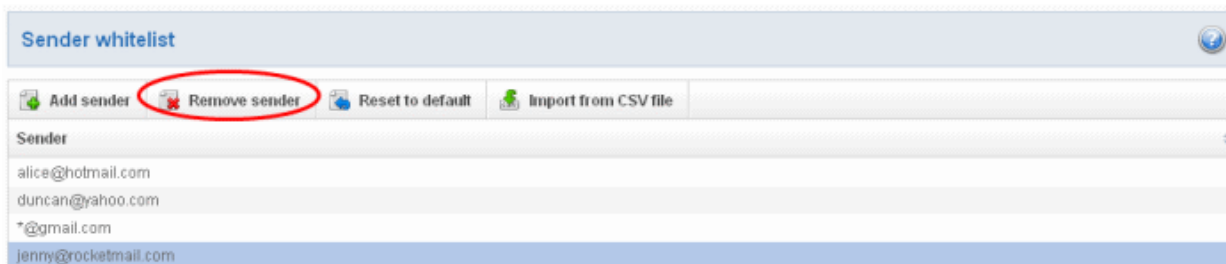 Sender whitelist
Add sender Remove sender Reset to default Import from CSV file
Sender
alice@hotmail.com
duncan@yahoo.com
*@gmail.com
jenny@rocketmail.com